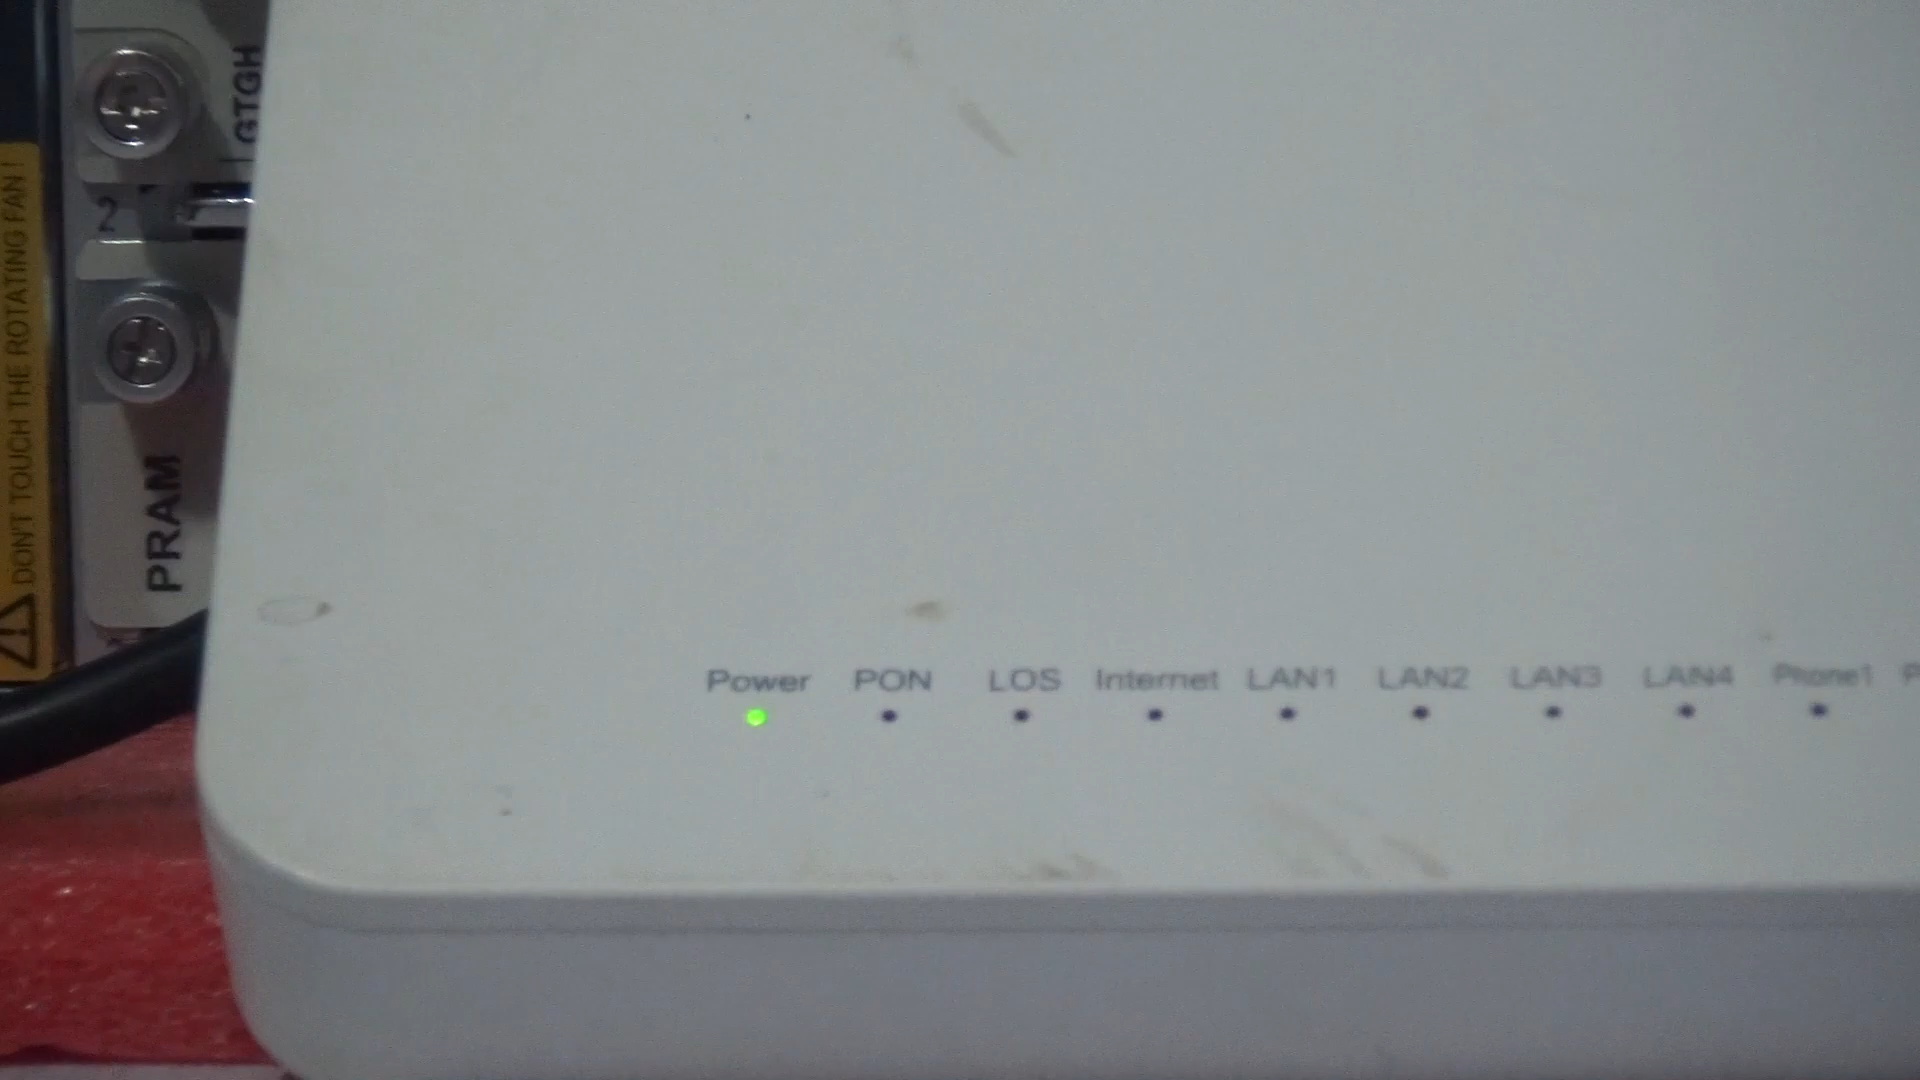 GTGH
2
DON'T TOUCH THE ROTATING FAN!
PRAM
Power PON LOS Internet LAN1 LAN2 LAN3 LAN4 Phone1